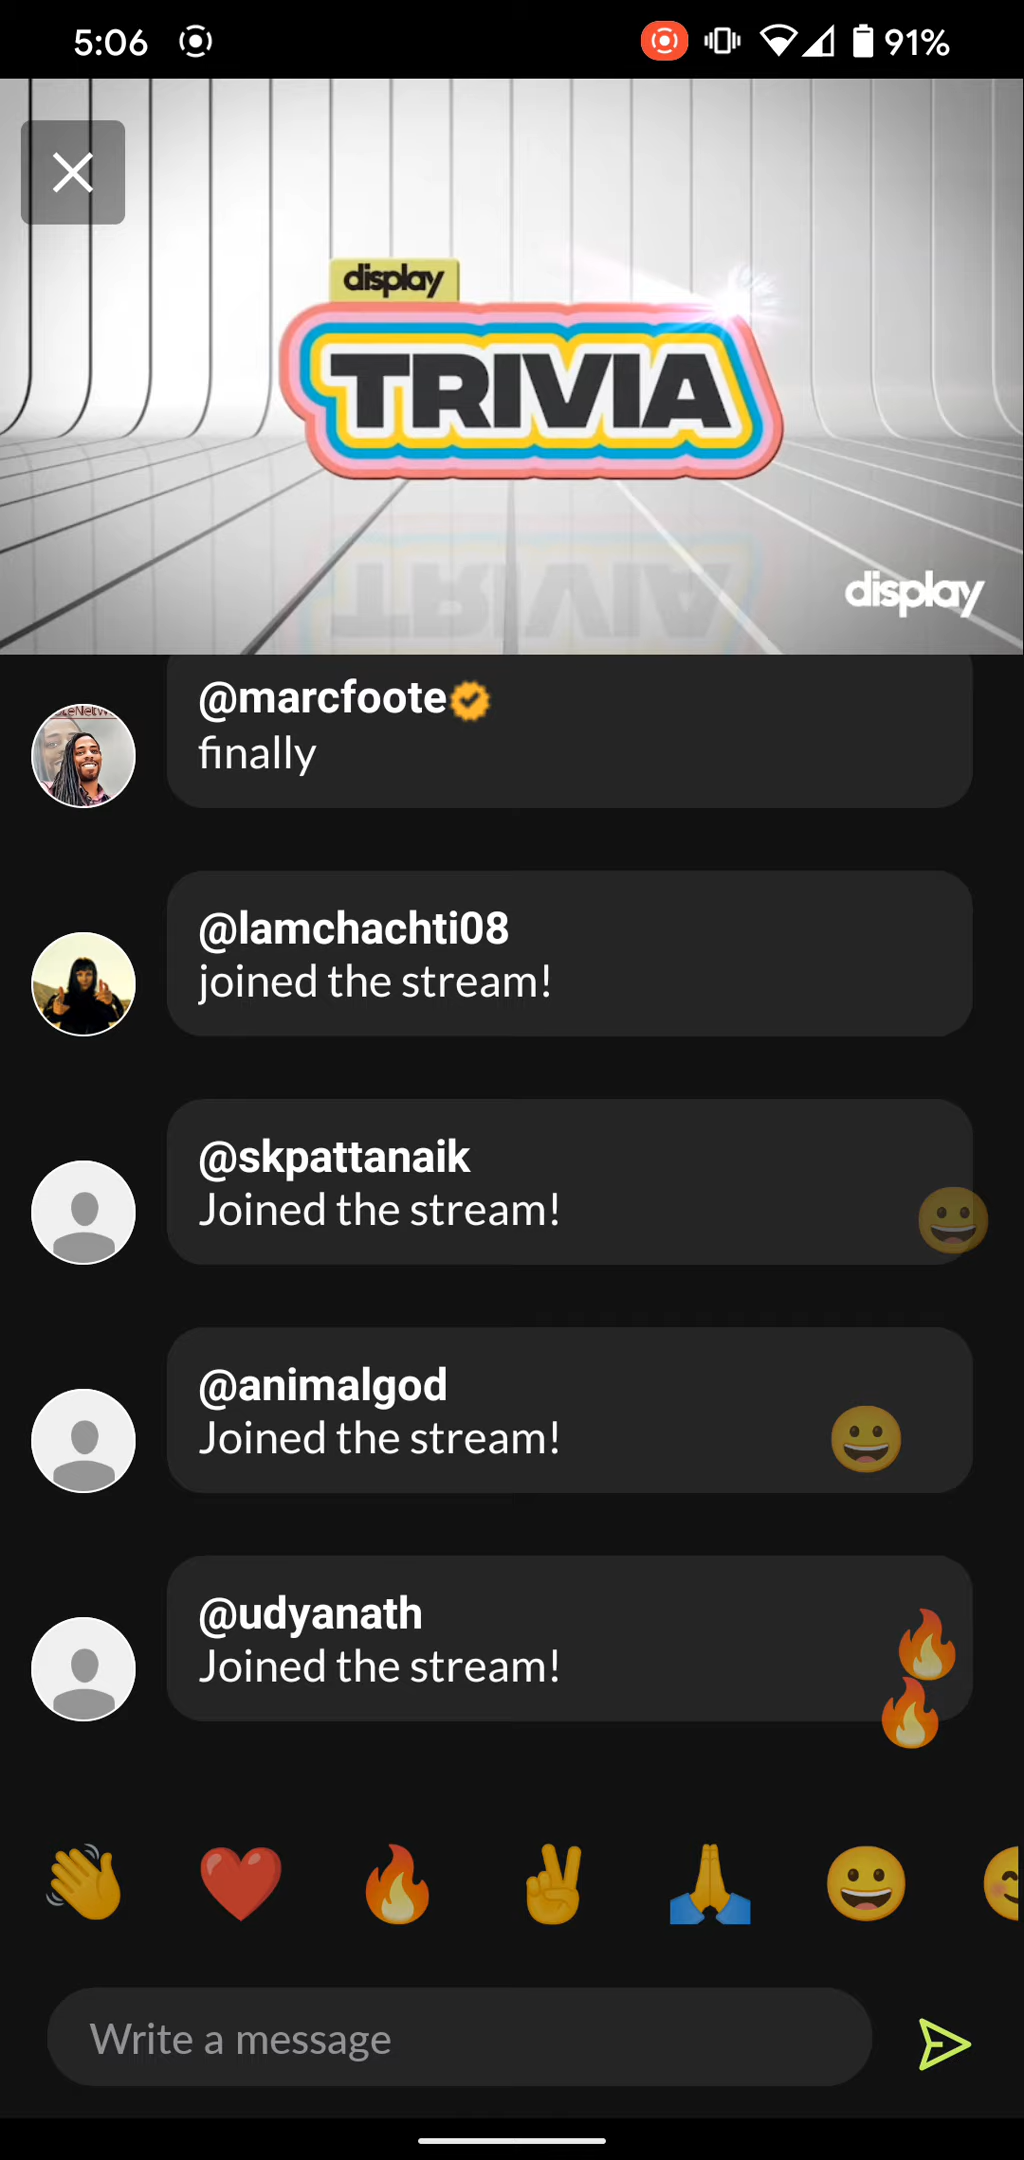 5:06
91%
display
TRIVIA
display
@marcfoote
finally
@lamchachti08
joined the stream!
@skpattanaik
Joined the stream!
@animalgod
Joined the stream!
@udyanath
Joined the stream!
Write a message